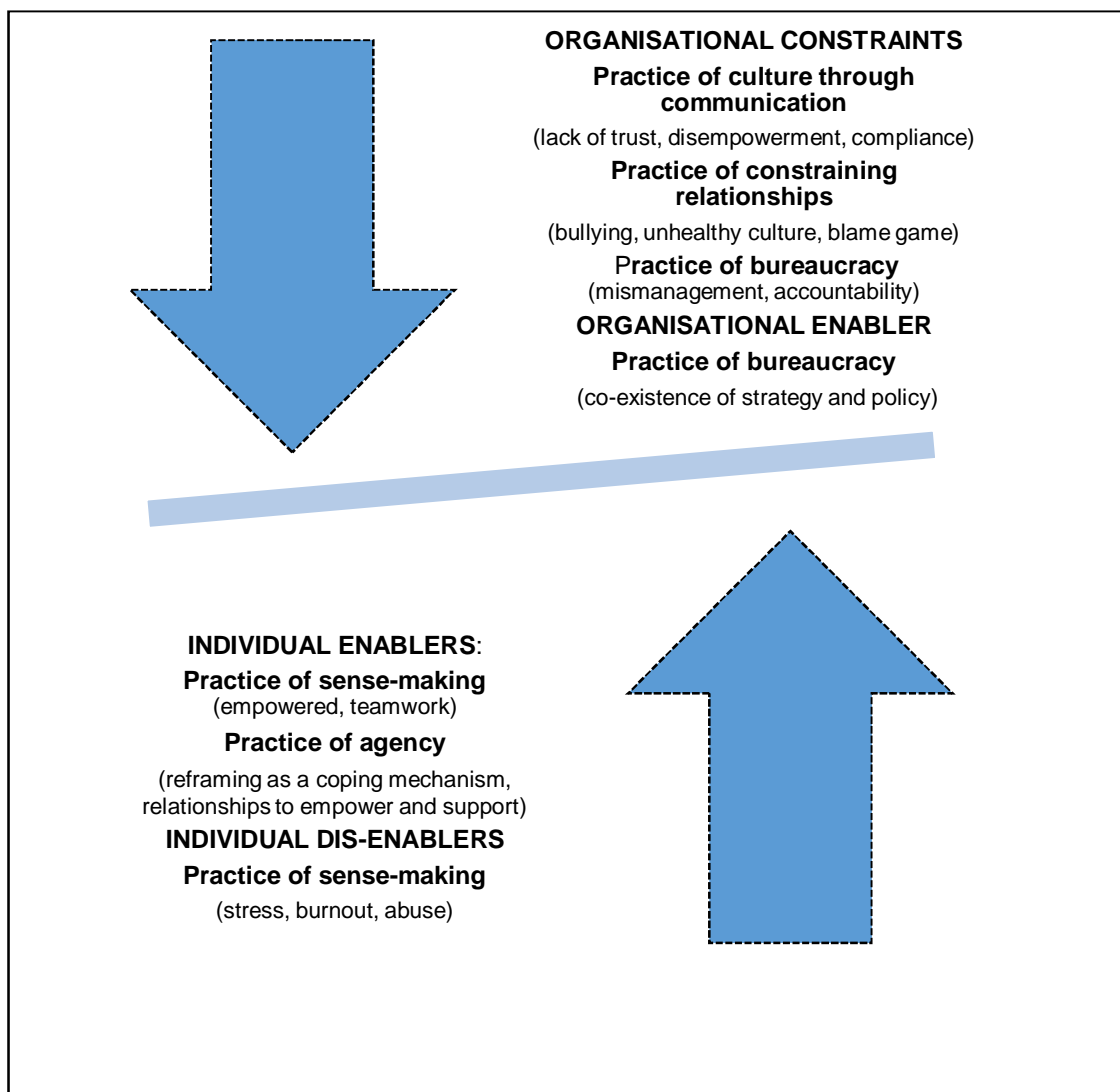 ORGANISATIONAL CONSTRAINTS
Practice of culture through
communication
(lack of trust, disempowerment, compliance)
Practice of constraining
relationships
(bullying, unhealthy culture, blame game)
Practice of bureaucracy
(mismanagement, accountability)
ORGANISATIONAL ENABLER
Practice of bureaucracy
(co-existence of strategy and policy)
INDIVIDUAL ENABLERS:
Practice of sense-making
(empowered, teamwork)
Practice of agency
(reframing as a coping mechanism,
relationships to empower and support)
INDIVIDUAL DIS-ENABLERS
Practice of sense-making
(stress, burnout, abuse)